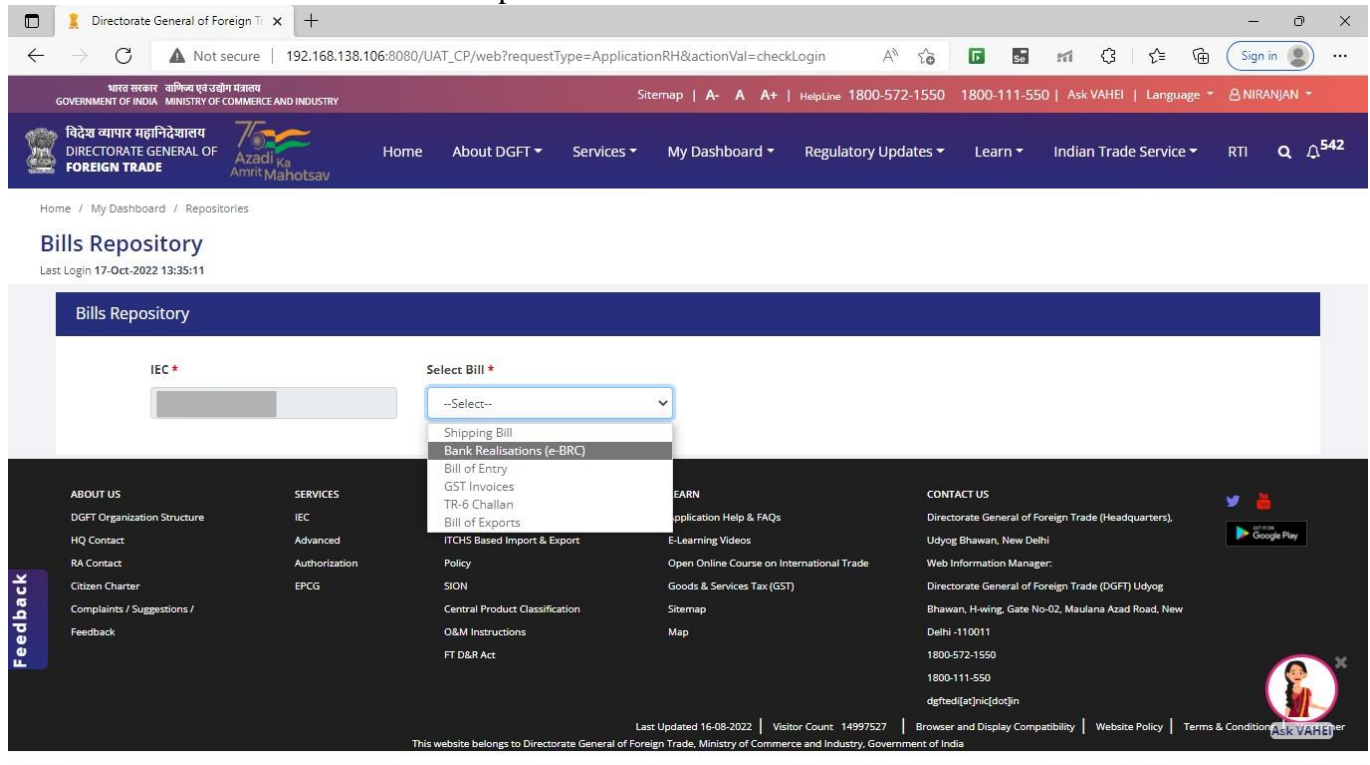 Directorate General of Foreign Tr
Not secure | 192.168.138.106:8080/UAT_CP/web?requestType=ApplicationRH&actionVal=checkLogin
Sign in
भारत सरकार वाणिज्य एवं उद्योग मंत्रालय
GOVERNMENT OF INDIA MINISTRY OF COMMERCE AND INDUSTRY
Sitemap | A- A A+ | HelpLine 1800-572-1550 1800-111-550 | Ask VAHEI | Language NIRANJAN
विदेश व्यापार महानिदेशालय
DIRECTORATE GENERAL OF
FOREIGN TRADE
Azadi Ka
Amrit Mahotsav
Home About DGFT Services My Dashboard Regulatory Updates Learn Indian Trade Service RTI 542
Home / My Dashboard / Repositories
Bills Repository
Last Login 17-Oct-2022 13:35:11
Bills Repository
IEC *
Select Bill *
--Select--
Shipping Bill
Bank Realisations (e-BRC)
Bill of Entry
GST Invoices
TR-6 Challan
Bill of Exports
ABOUT US
DGFT Organization Structure
HQ Contact
RA Contact
Citizen Charter
Complaints / Suggestions /
Feedback
SERVICES
IEC
Advanced
Authorization
EPCG
ITCHS Based Import & Export
Policy
SION
Central Product Classification
O&M Instructions
FT D&R Act
EARN
pplication Help & FAQs
E-Learning Videos
Open Online Course on International Trade
Goods & Services Tax (GST)
Sitemap
Map
CONTACT US
Directorate General of Foreign Trade (Headquarters),
Udyog Bhawan, New Delhi
Web Information Manager:
Directorate General of Foreign Trade (DGFT) Udyog
Bhawan, H-wing, Gate No-02, Maulana Azad Road, New
Delhi -110011
1800-572-1550
1800-111-550
dgftedi[at]nic[dot]in
GET IT ON
Google Play
Feedback
Ask VAHEI
Last Updated 16-08-2022 | Visitor Count 14997527 | Browser and Display Compatibility | Website Policy | Terms & Condition
This website belongs to Directorate General of Foreign Trade, Ministry of Commerce and Industry, Government of India